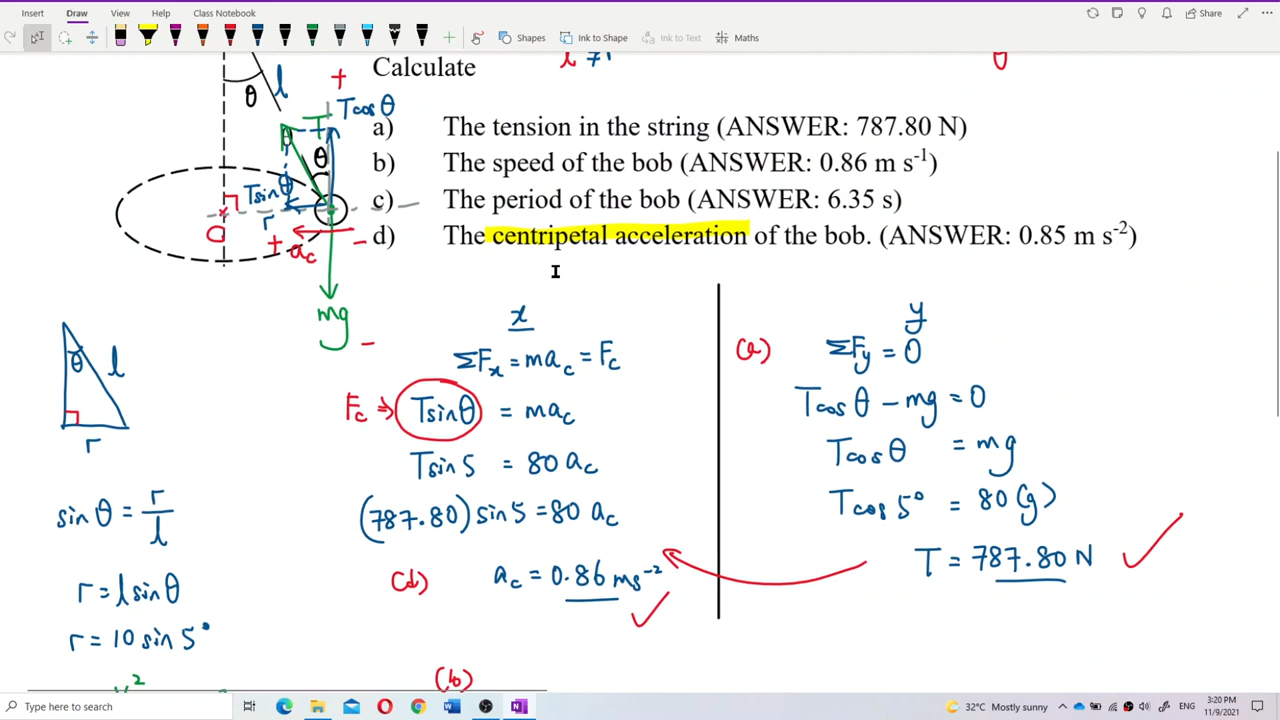 Insert Draw View Help Class Notebook
Share
Shapes Ink to Shape Ink to Text Maths
Calculate
a) The tension in the string (ANSWER: 787.80 N)
b) The speed of the bob (ANSWER: 0.86 m s⁻¹)
c) The period of the bob (ANSWER: 6.35 s)
d) The centripetal acceleration of the bob. (ANSWER: 0.85 m s⁻²)
θ l
+
Tcosθ
T
θ
θ
Tsinθ
r
+ ac -
mg -
θ l
r
sinθ = r/l
r = lsinθ
r = 10 sin 5°
x
ΣFx = mac = Fc
Fc ⇒ Tsinθ = mac
Tsin5 = 80 ac
(787.80) sin5 = 80 ac
(d) ac = 0.86 ms⁻²
(b)
y
(a) ΣFy = 0
Tcosθ - mg = 0
Tcosθ = mg
Tcos5° = 80(g)
T = 787.80 N
Type here to search
32°C Mostly sunny
ENG
3:20 PM
11/9/2021